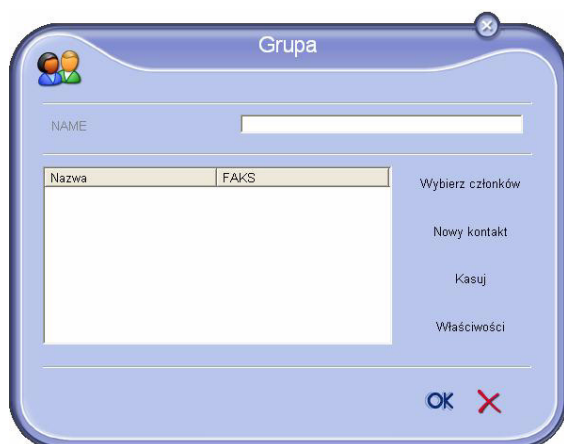 Grupa
NAME
Nazwa FAKS
Wybierz członków
Nowy kontakt
Kasuj
Właściwości
OK